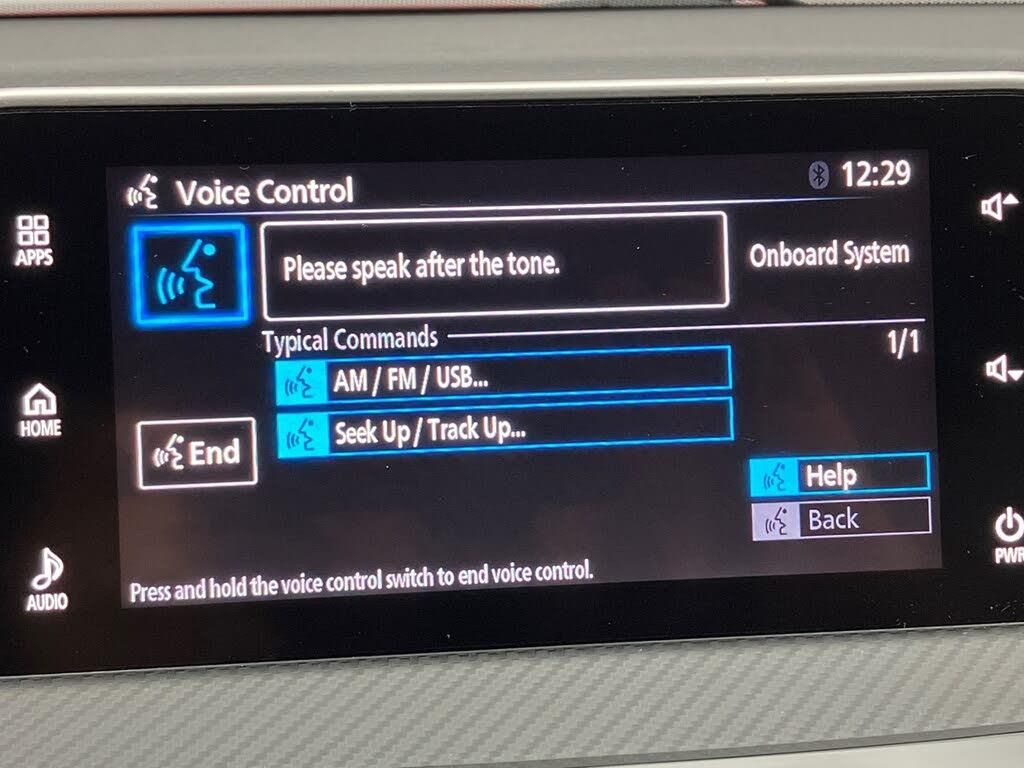 Voice Control
12:29
APPS
Please speak after the tone.
Onboard System
Typical Commands
1/1
AM / FM / USB...
HOME
Seek Up / Track Up...
End
Help
Back
PWR
AUDIO
Press and hold the voice control switch to end voice control.